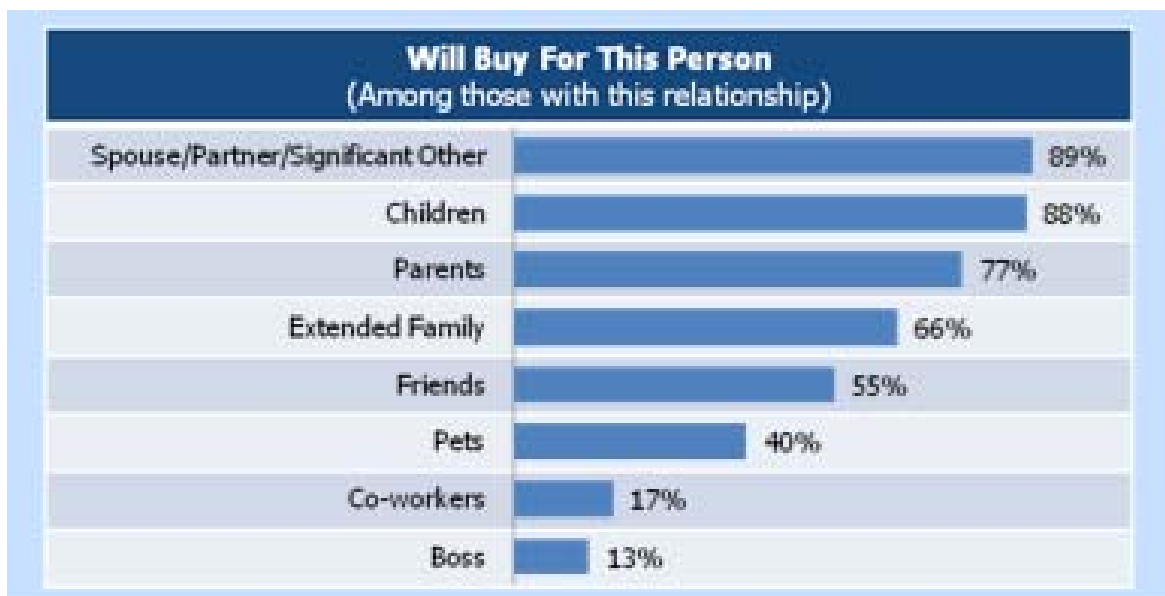 Will Buy For This Person
(Among those with this relationship)
Spouse/Partner/Significant Other 89%
Children 88%
Parents 77%
Extended Family 66%
Friends 55%
Pets 40%
Co-workers 17%
Boss 13%